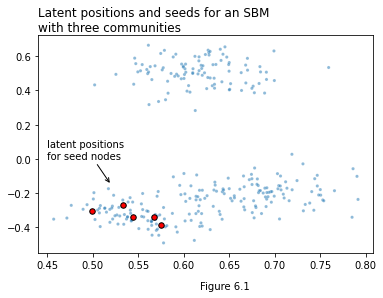 Latent positions and seeds for an SBM
with three communities
0.6
0.4
0.2
0.0
−0.2
−0.4
latent positions
for seed nodes
0.45 0.50 0.55 0.60 0.65 0.70 0.75 0.80
Figure 6.1